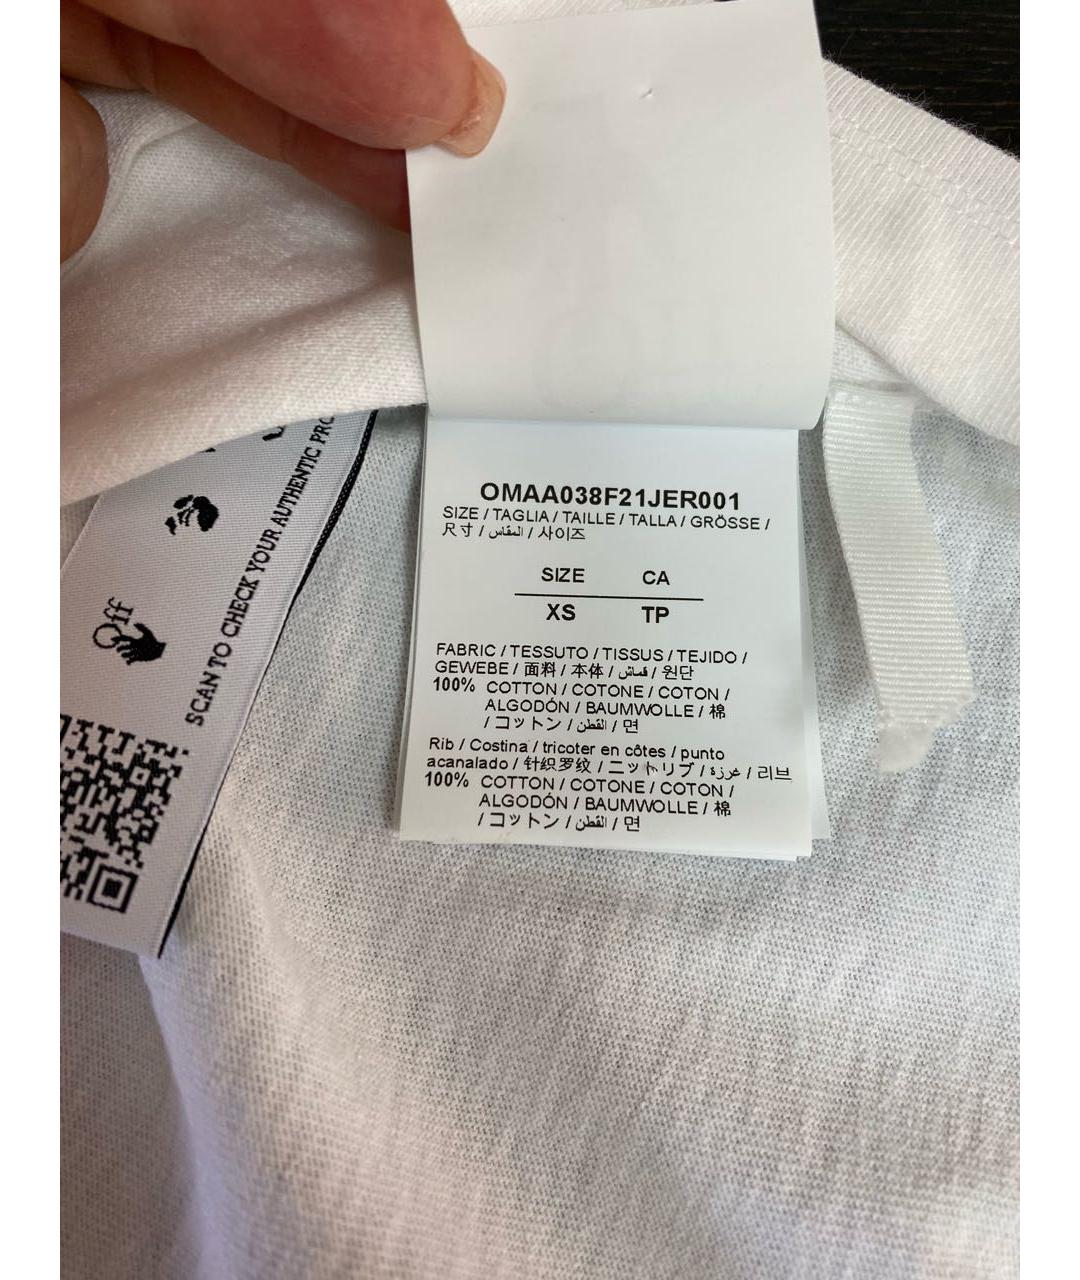 OMAA038F21JER001
SIZE / TAGLIA / TAILLE / TALLA / GRÖSSE /
尺寸 / المقاس / 사이즈
SIZE CA
XS TP
FABRIC / TESSUTO / TISSUS / TEJIDO /
GEWEBE / 面料 / 本体 / قماش / 원단
100% COTTON / COTONE / COTON /
ALGODÓN / BAUMWOLLE / 棉
/ コットン / القطن / 면
Rib / Costina / tricoter en côtes / punto
acanalado / 针织罗纹 / ニットリブ / غرزة / 리브
100% COTTON / COTONE / COTON /
ALGODÓN / BAUMWOLLE / 棉
/ コットン / القطن / 면
Off
SCAN TO CHECK YOUR AUTHENTIC